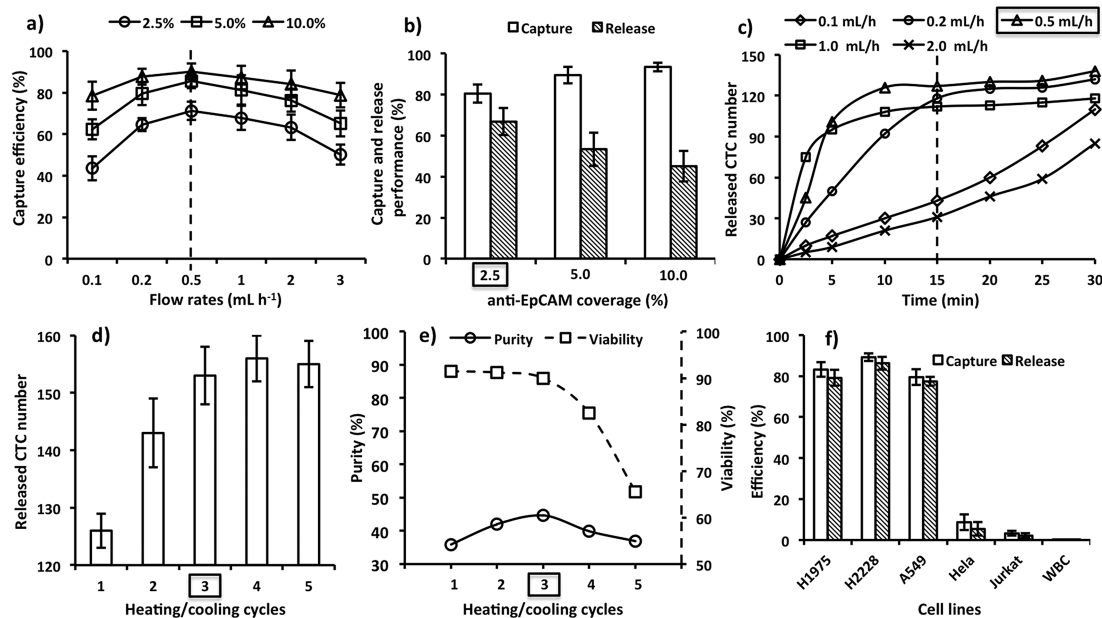 a)
2.5% 5.0% 10.0%
Capture efficiency (%)
100
80
60
40
20
0
0.1 0.2 0.5 1 2 3
Flow rates (mL h-1)
b)
Capture Release
Capture and release
performance (%)
100
80
60
40
20
0
2.5 5.0 10.0
anti-EpCAM coverage (%)
c)
0.1 mL/h 0.2 mL/h 0.5 mL/h
1.0 mL/h 2.0 mL/h
Released CTC number
150
120
90
60
30
0
0 5 10 15 20 25 30
Time (min)
d)
Released CTC number
160
150
140
130
120
1 2 3 4 5
Heating/cooling cycles
e)
Purity Viability
Purity (%)
100
90
80
70
60
50
40
30
Viability (%)
100
90
80
70
60
50
1 2 3 4 5
Heating/cooling cycles
f)
Capture Release
Efficiency (%)
100
80
60
40
20
0
H1975 H2228 A549 Hela Jurkat WBC
Cell lines